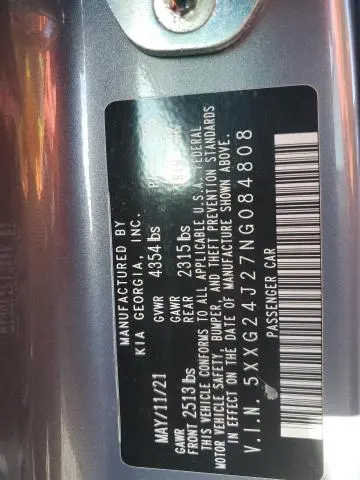 MANUFACTURED BY
KIA GEORGIA, INC.
MAY/11/21
GVWR 4354 lbs
GAWR
FRONT 2513 lbs
GAWR
REAR 2315 lbs
THIS VEHICLE CONFORMS TO ALL APPLICABLE U.S.A. FEDERAL
MOTOR VEHICLE SAFETY, BUMPER, AND THEFT PREVENTION STANDARDS
IN EFFECT ON THE DATE OF MANUFACTURE SHOWN ABOVE.
V.I.N. 5XXG24J27NG084808
PASSENGER CAR